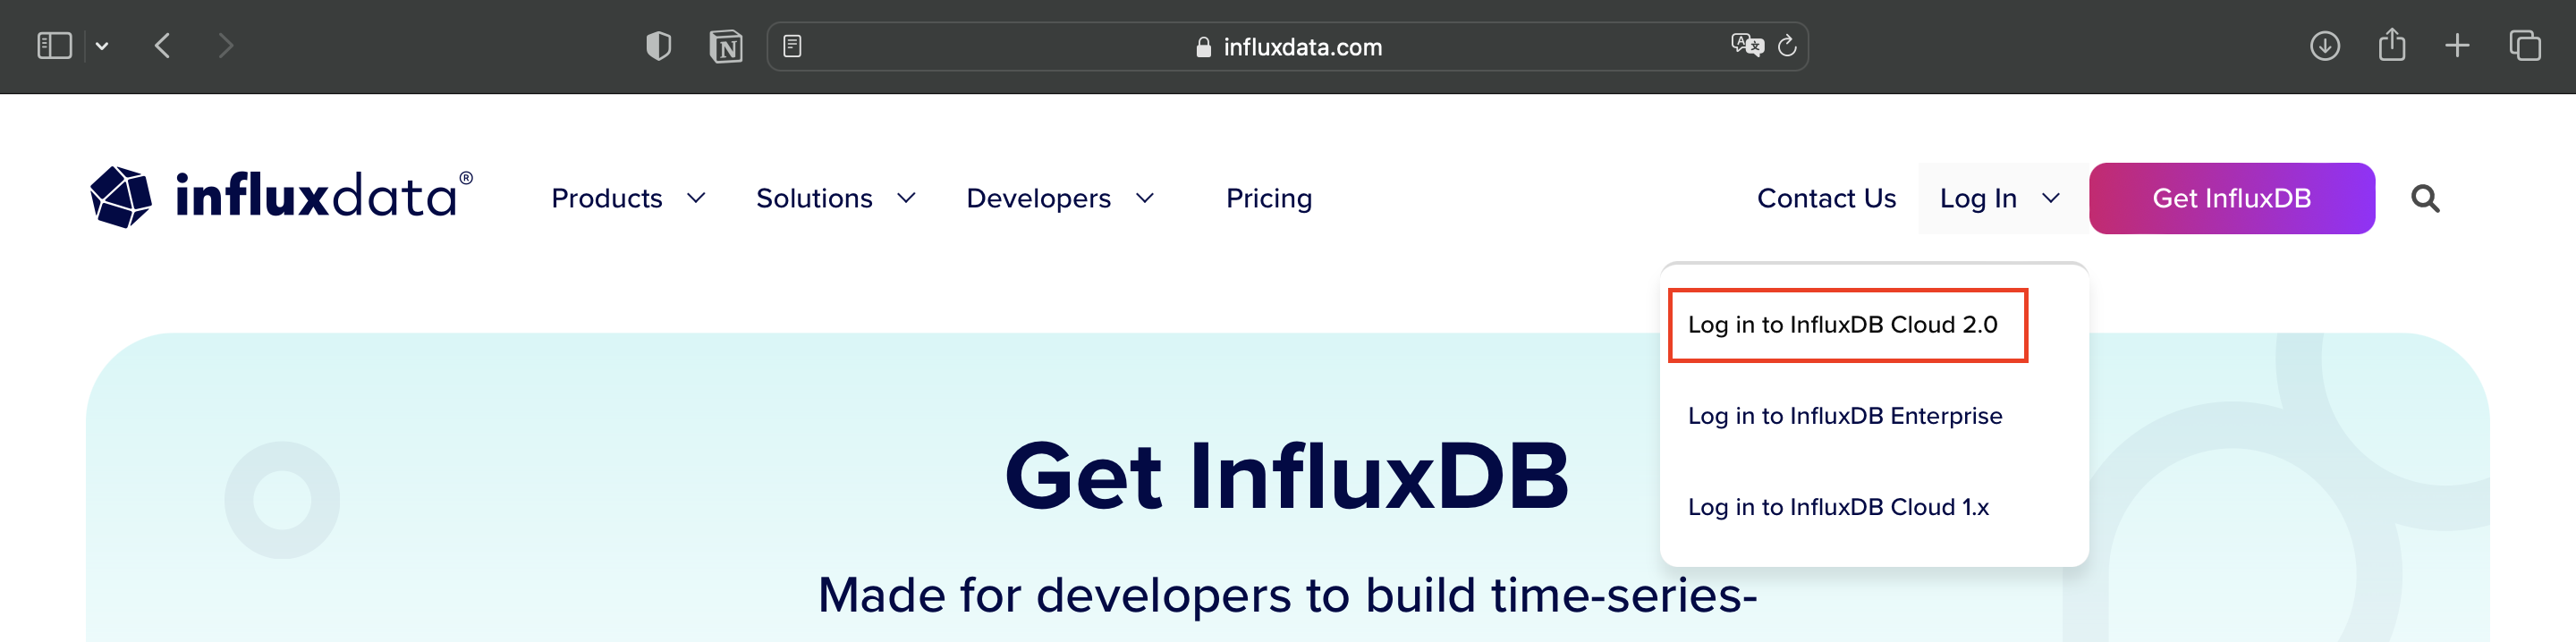 influxdata.com
influxdata®
Products
Solutions
Developers
Pricing
Contact Us
Log In
Get InfluxDB
Log in to InfluxDB Cloud 2.0
Log in to InfluxDB Enterprise
Log in to InfluxDB Cloud 1.x
Get InfluxDB
Made for developers to build time-series-